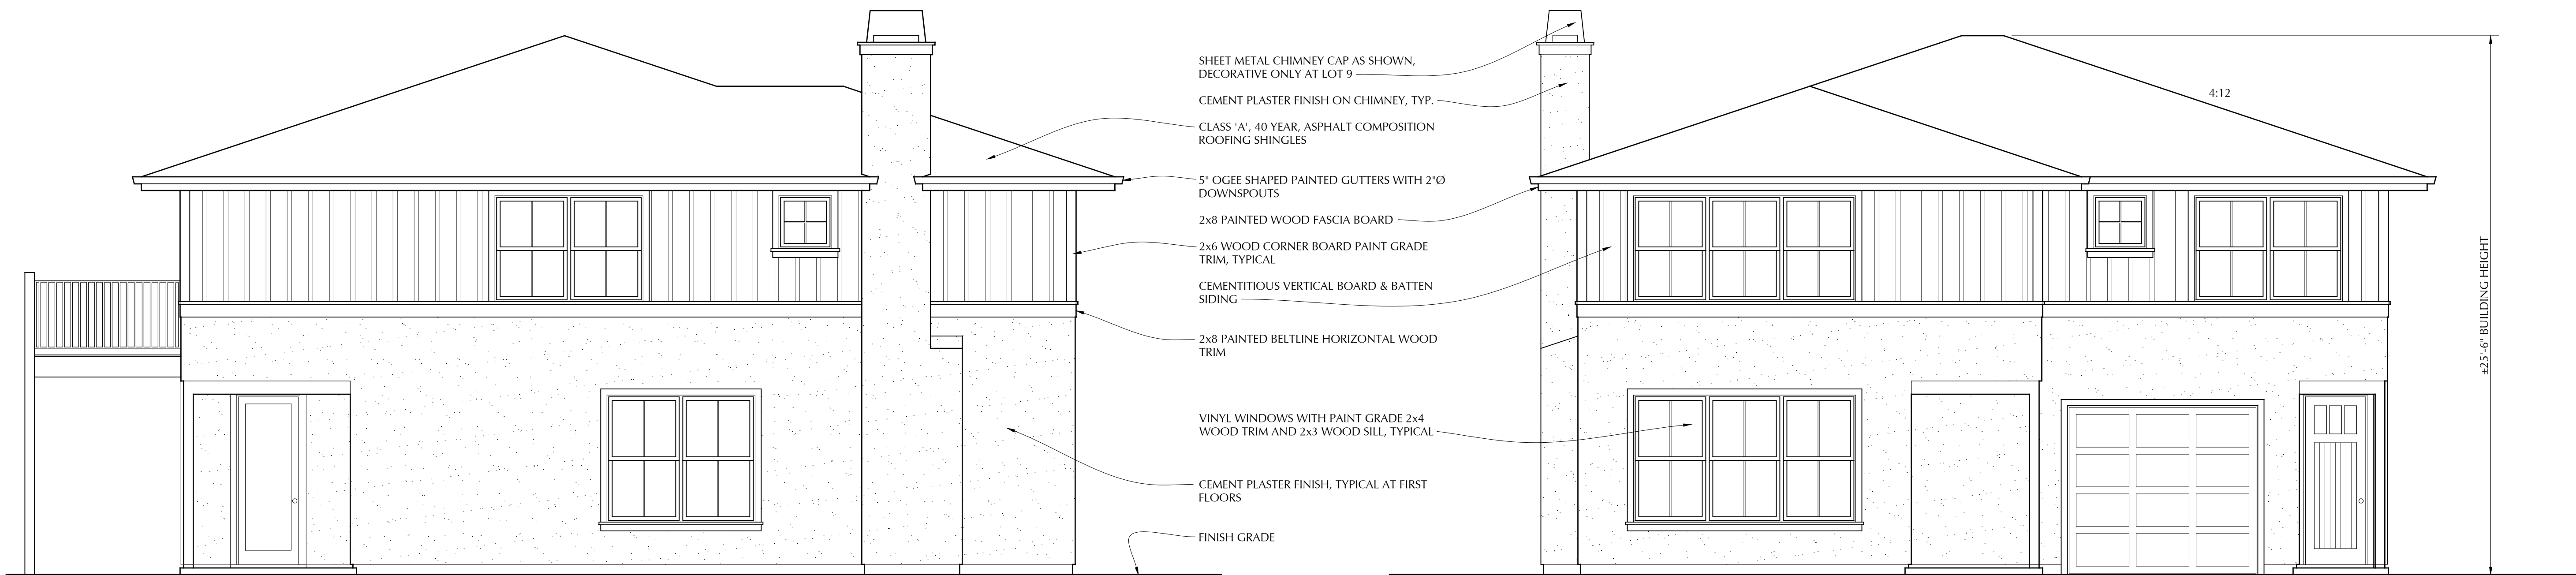 SHEET METAL CHIMNEY CAP AS SHOWN,
DECORATIVE ONLY AT LOT 9
CEMENT PLASTER FINISH ON CHIMNEY, TYP.
CLASS 'A', 40 YEAR, ASPHALT COMPOSITION
ROOFING SHINGLES
5" OGEE SHAPED PAINTED GUTTERS WITH 2"Ø
DOWNSPOUTS
2x8 PAINTED WOOD FASCIA BOARD
2x6 WOOD CORNER BOARD PAINT GRADE
TRIM, TYPICAL
CEMENTITIOUS VERTICAL BOARD & BATTEN
SIDING
2x8 PAINTED BELTLINE HORIZONTAL WOOD
TRIM
VINYL WINDOWS WITH PAINT GRADE 2x4
WOOD TRIM AND 2x3 WOOD SILL, TYPICAL
CEMENT PLASTER FINISH, TYPICAL AT FIRST
FLOORS
FINISH GRADE
4:12
±25'-6" BUILDING HEIGHT